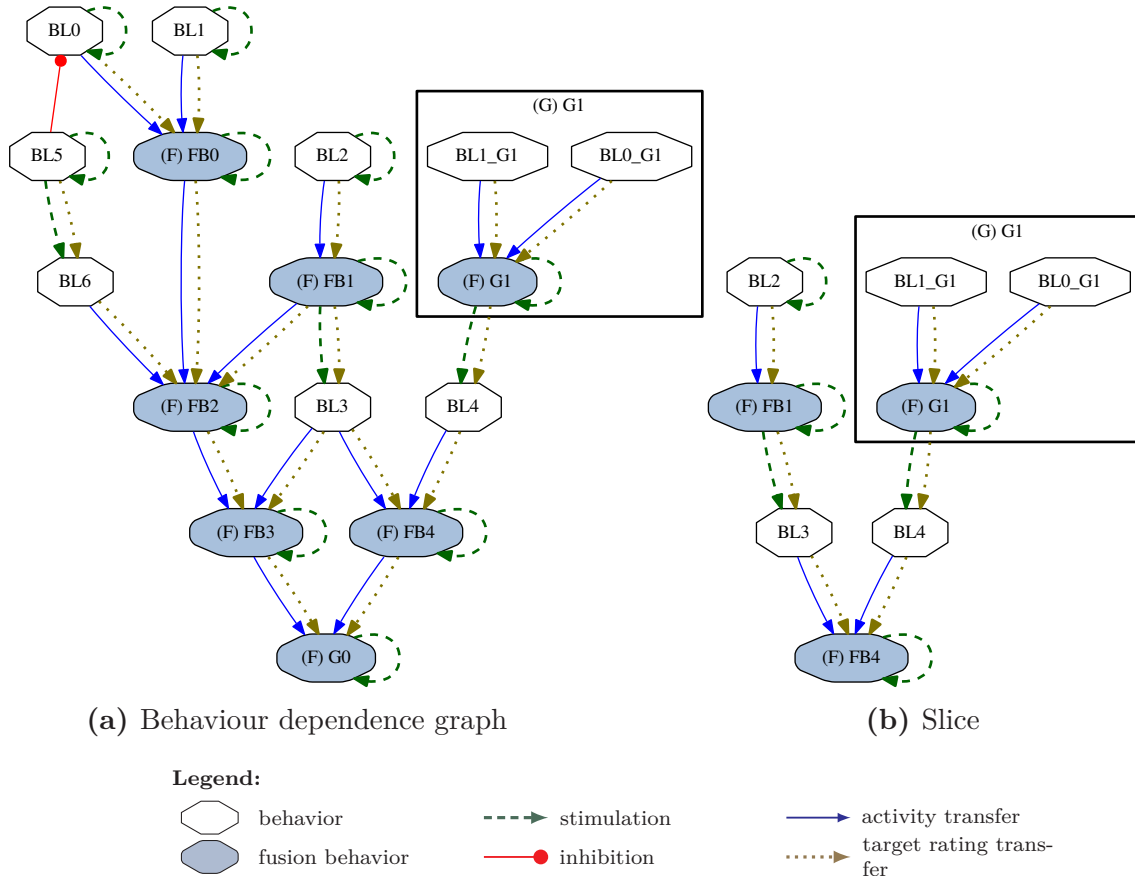 BL0
BL1
(G) G1
BL5
(F) FB0
BL2
BL1_G1
BL0_G1
BL6
(F) FB1
(F) G1
(F) FB2
BL3
BL4
(F) FB3
(F) FB4
(F) G0
(a) Behaviour dependence graph
(G) G1
BL2
BL1_G1
BL0_G1
(F) FB1
(F) G1
BL3
BL4
(F) FB4
(b) Slice
Legend:
behavior
stimulation
activity transfer
fusion behavior
inhibition
target rating trans-
fer